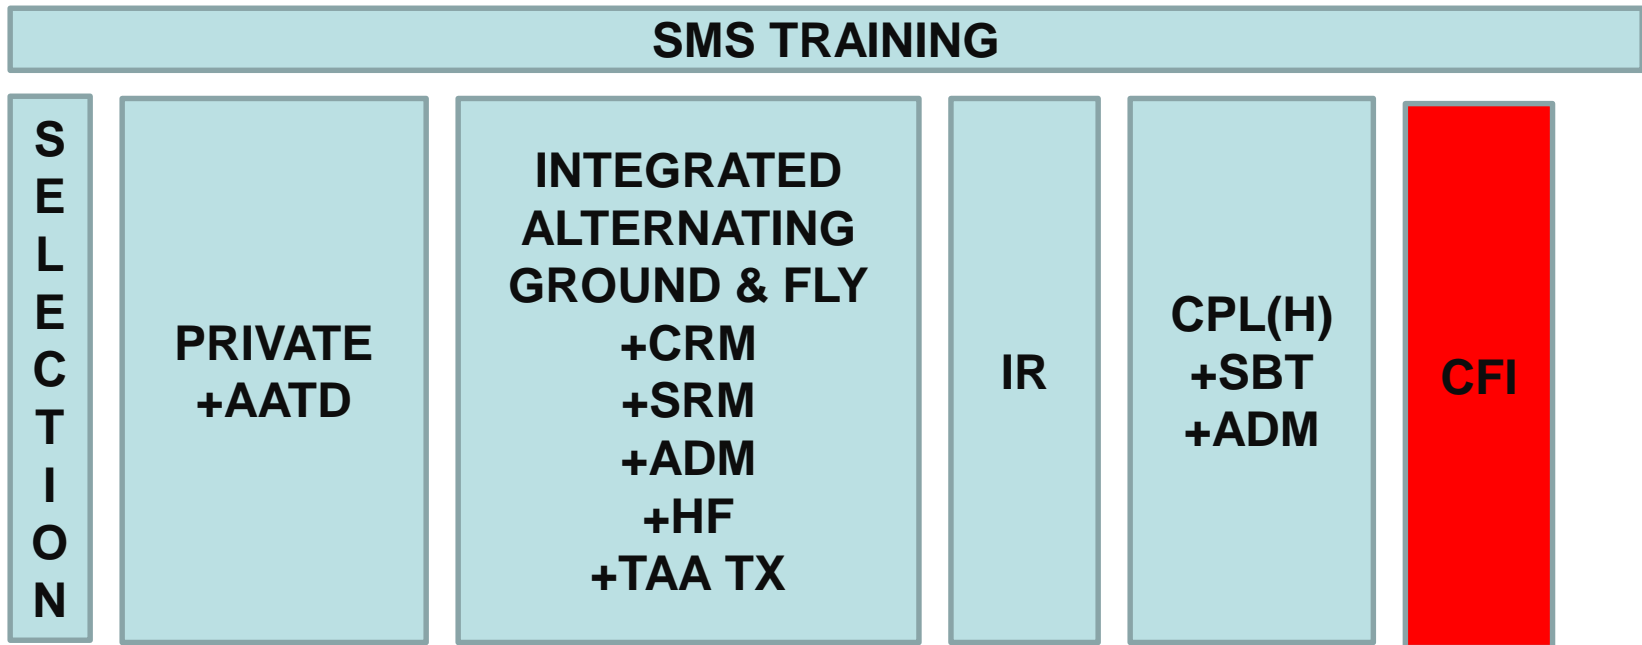 SMS TRAINING
SELECTION
PRIVATE
+AATD
INTEGRATED
ALTERNATING
GROUND & FLY
+CRM
+SRM
+ADM
+HF
+TAA TX
IR
CPL(H)
+SBT
+ADM
CFI